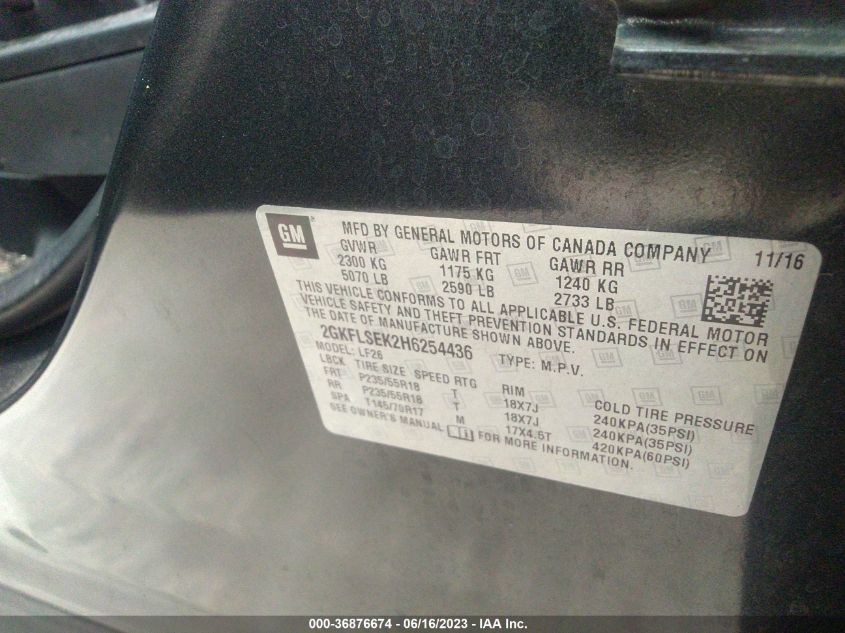 GM
MFD BY GENERAL MOTORS OF CANADA COMPANY 11/16
GVWR GAWR FRT GAWR RR
2300 KG 1175 KG 1240 KG
5070 LB 2590 LB 2733 LB
THIS VEHICLE CONFORMS TO ALL APPLICABLE U.S. FEDERAL MOTOR
VEHICLE SAFETY AND THEFT PREVENTION STANDARDS IN EFFECT ON
THE DATE OF MANUFACTURE SHOWN ABOVE.
2GKFLSEK2H6254436 TYPE: M.P.V.
MODEL: LF26
LBCK TIRE SIZE SPEED RTG RIM COLD TIRE PRESSURE
FRT P235/55R18 T 18X7J 240KPA(35PSI)
RR P235/55R18 T 18X7J 240KPA(35PSI)
SPA T145/70R17 M 17X4.5T 420KPA(60PSI)
SEE OWNER'S MANUAL FOR MORE INFORMATION.
000-36876674 / 06/16/2023 - IAA Inc.